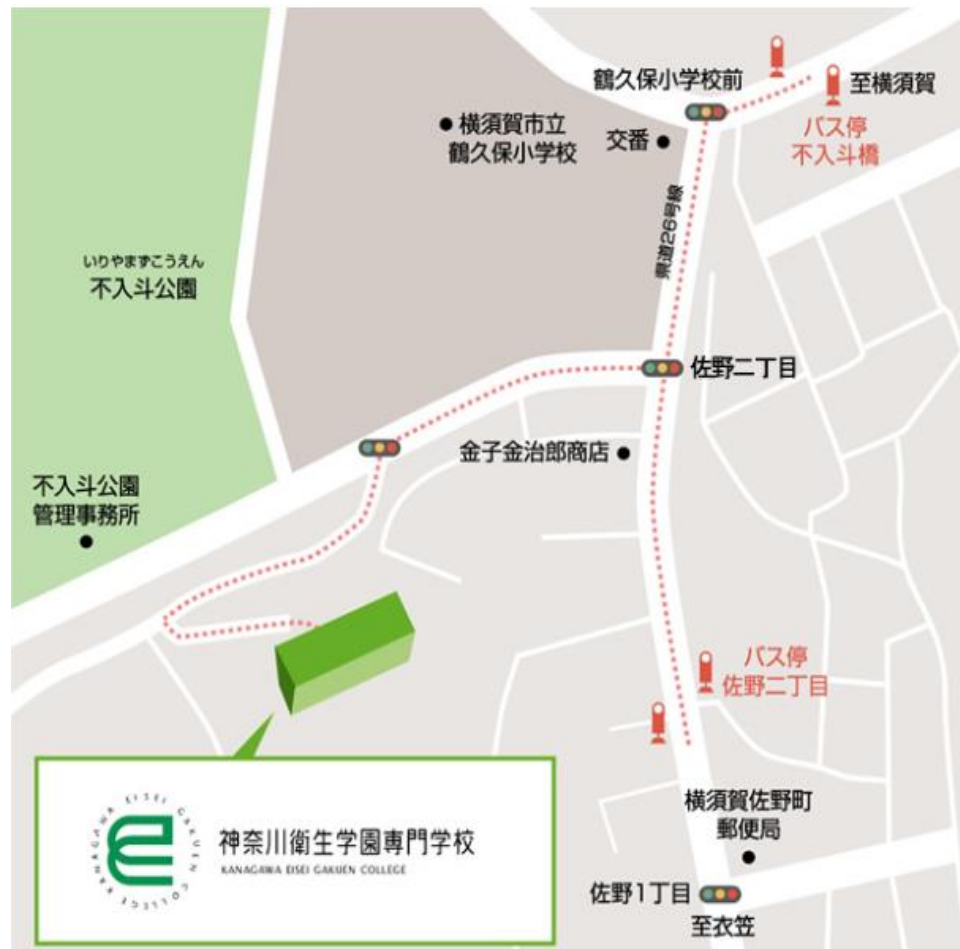 鶴久保小学校前
至横須賀
バス停
不入斗橋
横須賀市立
鶴久保小学校
交番
県道26号線
いりやまずこうえん
不入斗公園
佐野二丁目
金子金治郎商店
不入斗公園
管理事務所
バス停
佐野二丁目
横須賀佐野町
郵便局
佐野1丁目
至衣笠
KANAGAWA EISEI GAKUEN COLLEGE
神奈川衛生学園専門学校
KANAGAWA EISEI GAKUEN COLLEGE